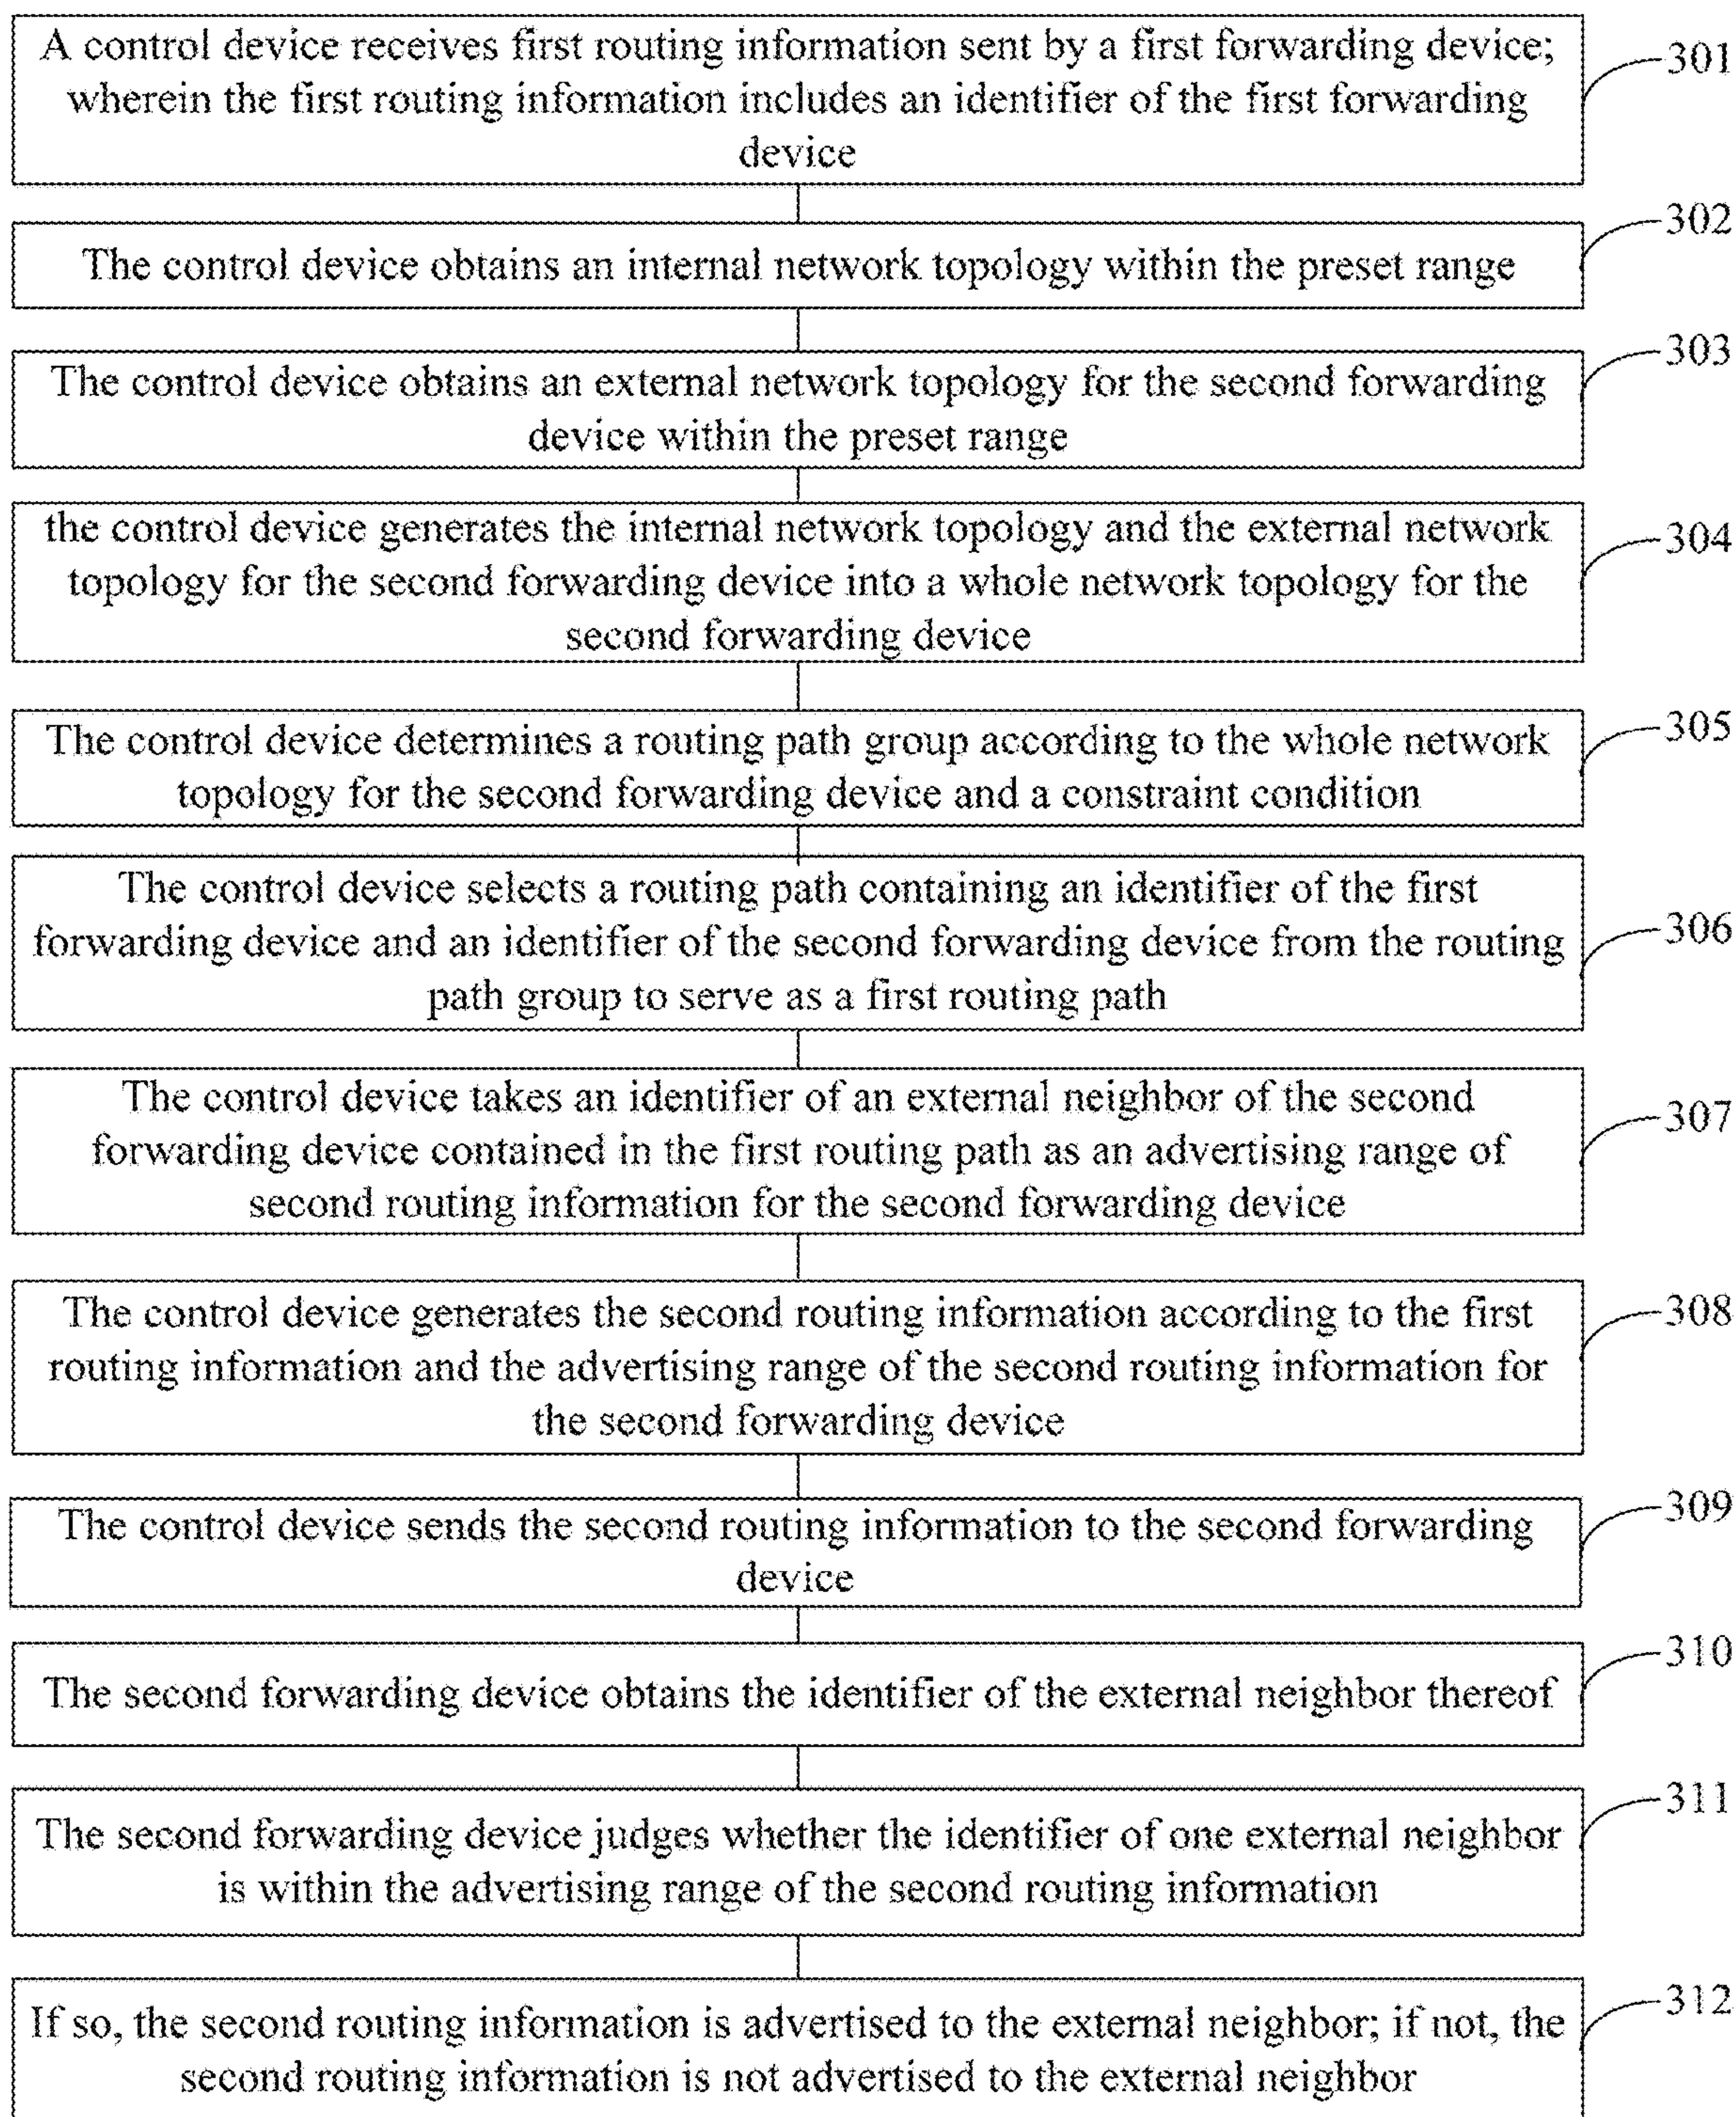 A control device receives first routing information sent by a first forwarding device;
wherein the first routing information includes an identifier of the first forwarding
device
301
The control device obtains an internal network topology within the preset range
302
The control device obtains an external network topology for the second forwarding
device within the preset range
303
the control device generates the internal network topology and the external network
topology for the second forwarding device into a whole network topology for the
second forwarding device
304
The control device determines a routing path group according to the whole network
topology for the second forwarding device and a constraint condition
305
The control device selects a routing path containing an identifier of the first
forwarding device and an identifier of the second forwarding device from the routing
path group to serve as a first routing path
306
The control device takes an identifier of an external neighbor of the second
forwarding device contained in the first routing path as an advertising range of
second routing information for the second forwarding device
307
The control device generates the second routing information according to the first
routing information and the advertising range of the second routing information for
the second forwarding device
308
The control device sends the second routing information to the second forwarding
device
309
The second forwarding device obtains the identifier of the external neighbor thereof
310
The second forwarding device judges whether the identifier of one external neighbor
is within the advertising range of the second routing information
311
If so, the second routing information is advertised to the external neighbor; if not, the
second routing information is not advertised to the external neighbor
312